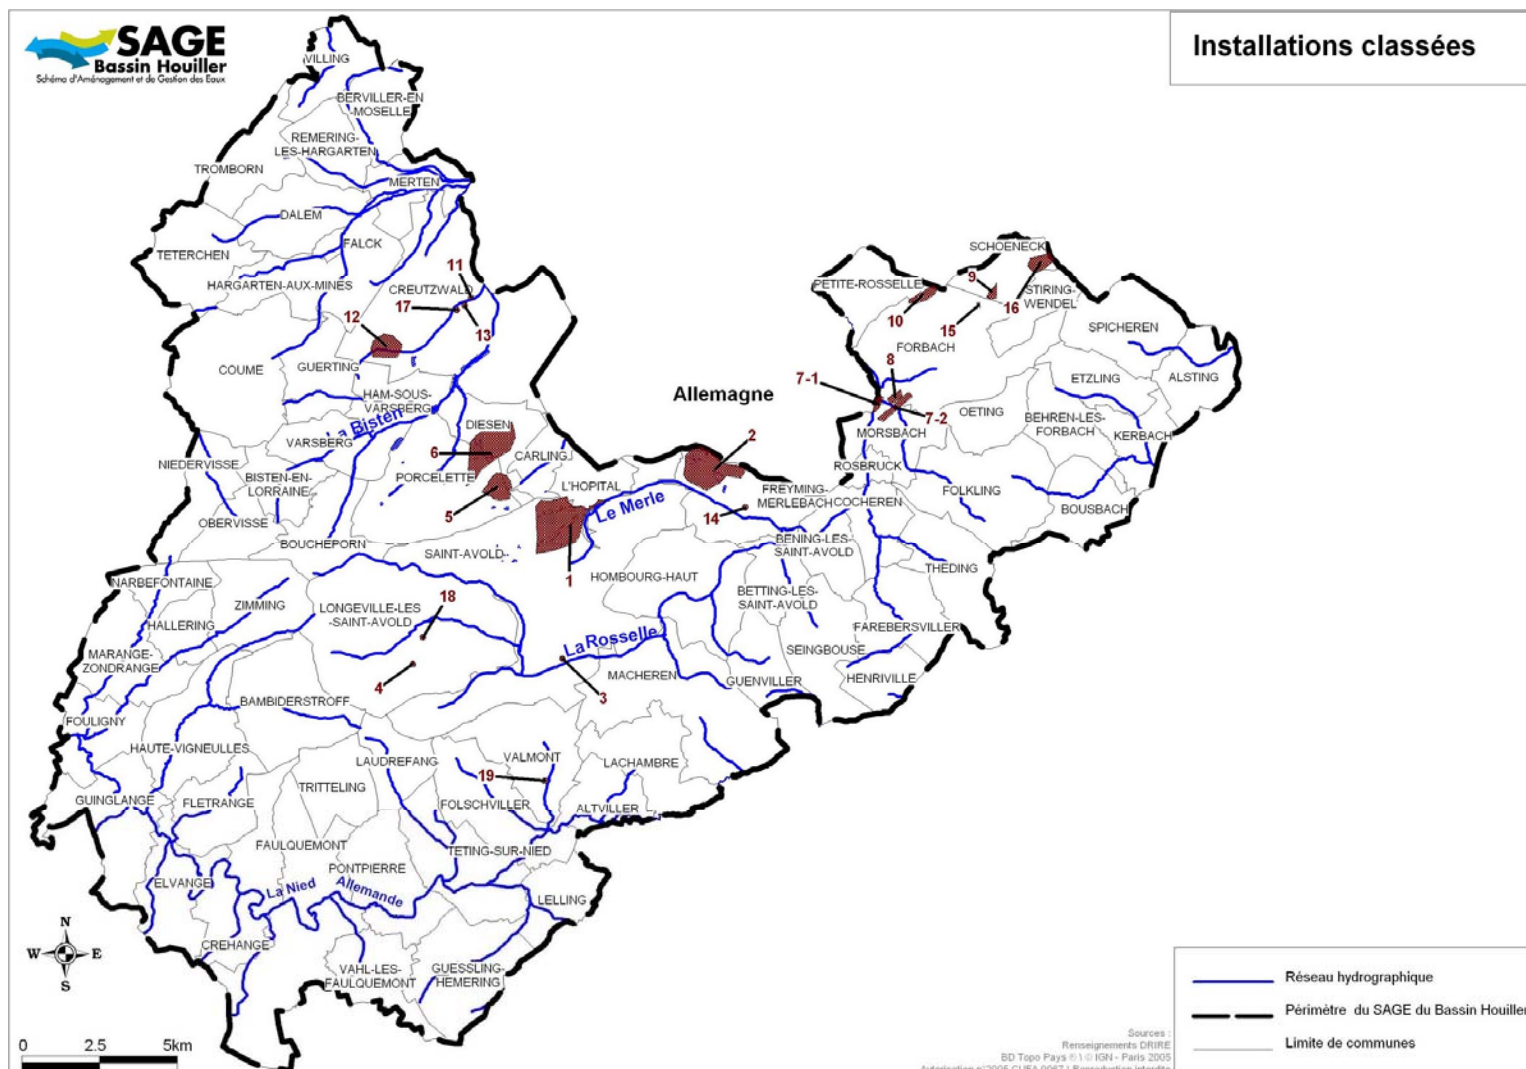 SAGE
Bassin Houiller
Schéma d'Aménagement et de Gestion des Eaux
Installations classées
VILLING
BERVILLER-EN
-MOSELLE
REMERING-
LES-HARGARTEN
TROMBORN
MERTEN
DALEM
TETERCHEN
FALCK
HARGARTEN-AUX-MINES
11
CREUTZWALD
17
13
12
COUME
GUERTING
HAM-SOUS-
VARSBERG
La Bisten
DIESEN
VARSBERG
6
CARLING
NIEDERVISSE
BISTEN-EN-
LORRAINE
PORCELETTE
L'HOPITAL
5
OBERVISSE
BOUCHEPORN
SAINT-AVOLD
1
Le Merle
Allemagne
2
FREYMING-
MERLEBACH
14
COCHEREN
SCHOENECK
PETITE-ROSSELLE
9
STIRING-
WENDEL
10
15
16
SPICHEREN
FORBACH
8
7-1
7-2
ETZLING
ALSTING
OETING
BEHREN-LES-
FORBACH
KERBACH
MORSBACH
ROSBRUCK
FOLKLING
BOUSBACH
BENING-LES-
SAINT-AVOLD
THEDING
HOMBOURG-HAUT
BETTING-LES-
SAINT-AVOLD
FAREBERSVILLER
SEINGBOUSE
HENRIVILLE
GUENVILLER
NARBEFONTAINE
ZIMMING
HALLERING
LONGEVILLE-LES
-SAINT-AVOLD
18
MARANGE-
ZONDRANGE
4
La Rosselle
MACHEREN
3
BAMBIDERSTROFF
FOULIGNY
HAUTE-VIGNEULLES
LAUDREFANG
VALMONT
LACHAMBRE
19
TRITTELING
GUINGLANGE
FLETRANGE
FOLSCHVILLER
ALTVILLER
FAULQUEMONT
TETING-SUR-NIED
PONTPIERRE
ELVANGE
La Nied Allemande
LELLING
CREHANGE
VAHL-LES-
FAULQUEMONT
GUESSLING-
HEMERING
N
W E
S
0 2.5 5km
Sources :
Renseignements DRIRE
BD Topo Pays ® \ © IGN - Paris 2005
Réseau hydrographique
Périmètre du SAGE du Bassin Houiller
Limite de communes